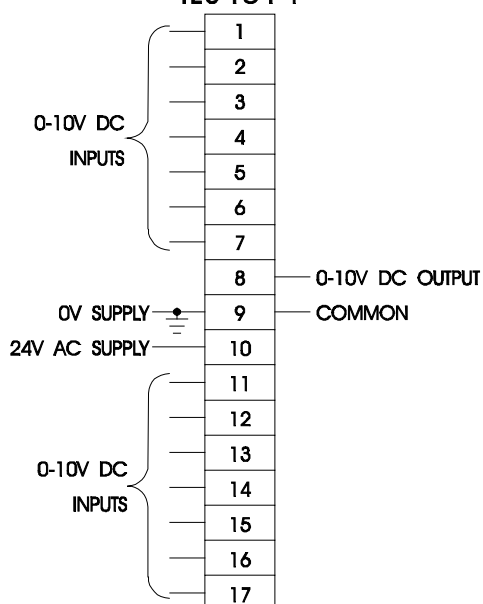 1
2
3
0-10V DC
4
INPUTS
5
6
7
8 0-10V DC OUTPUT
0V SUPPLY 9 COMMON
24V AC SUPPLY 10
11
12
13
0-10V DC
14
INPUTS
15
16
17